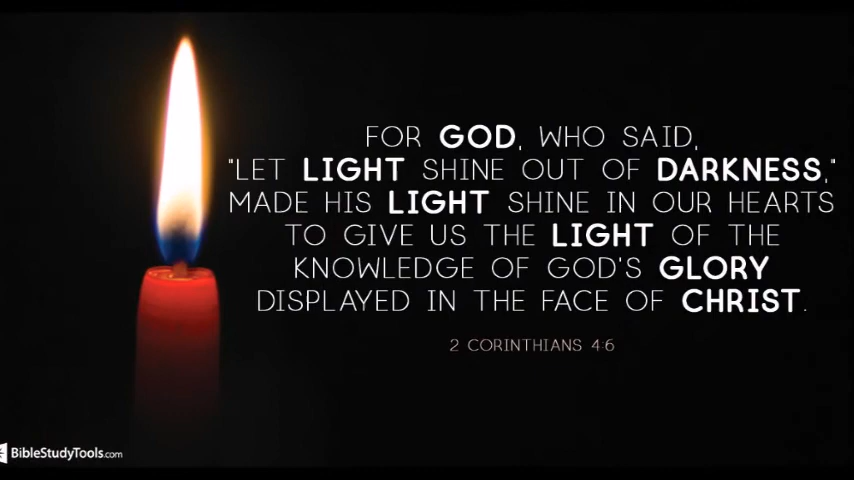 FOR GOD, WHO SAID,
"LET LIGHT SHINE OUT OF DARKNESS,"
MADE HIS LIGHT SHINE IN OUR HEARTS
TO GIVE US THE LIGHT OF THE
KNOWLEDGE OF GOD'S GLORY
DISPLAYED IN THE FACE OF CHRIST.
2 CORINTHIANS 4:6
BibleStudyTools.com